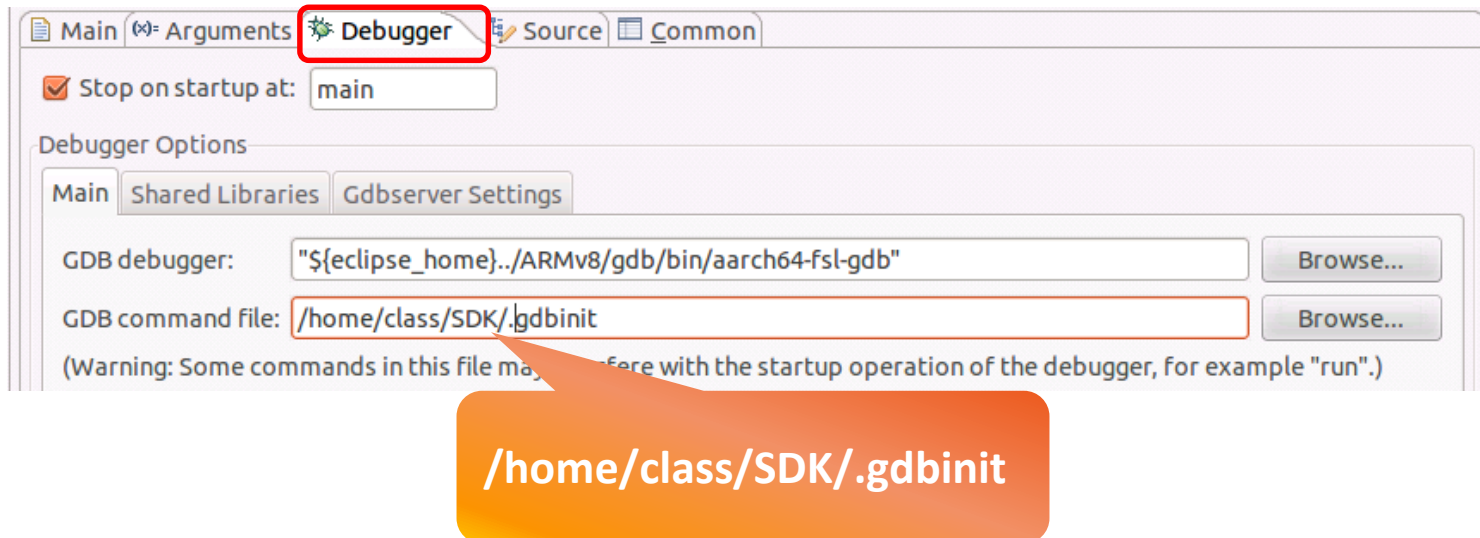 Main (x)= Arguments Debugger Source Common
Stop on startup at: main
Debugger Options
Main Shared Libraries Gdbserver Settings
GDB debugger: "${eclipse_home}../ARMv8/gdb/bin/aarch64-fsl-gdb" Browse...
GDB command file: /home/class/SDK/.gdbinit Browse...
(Warning: Some commands in this file may fere with the startup operation of the debugger, for example "run".)
/home/class/SDK/.gdbinit